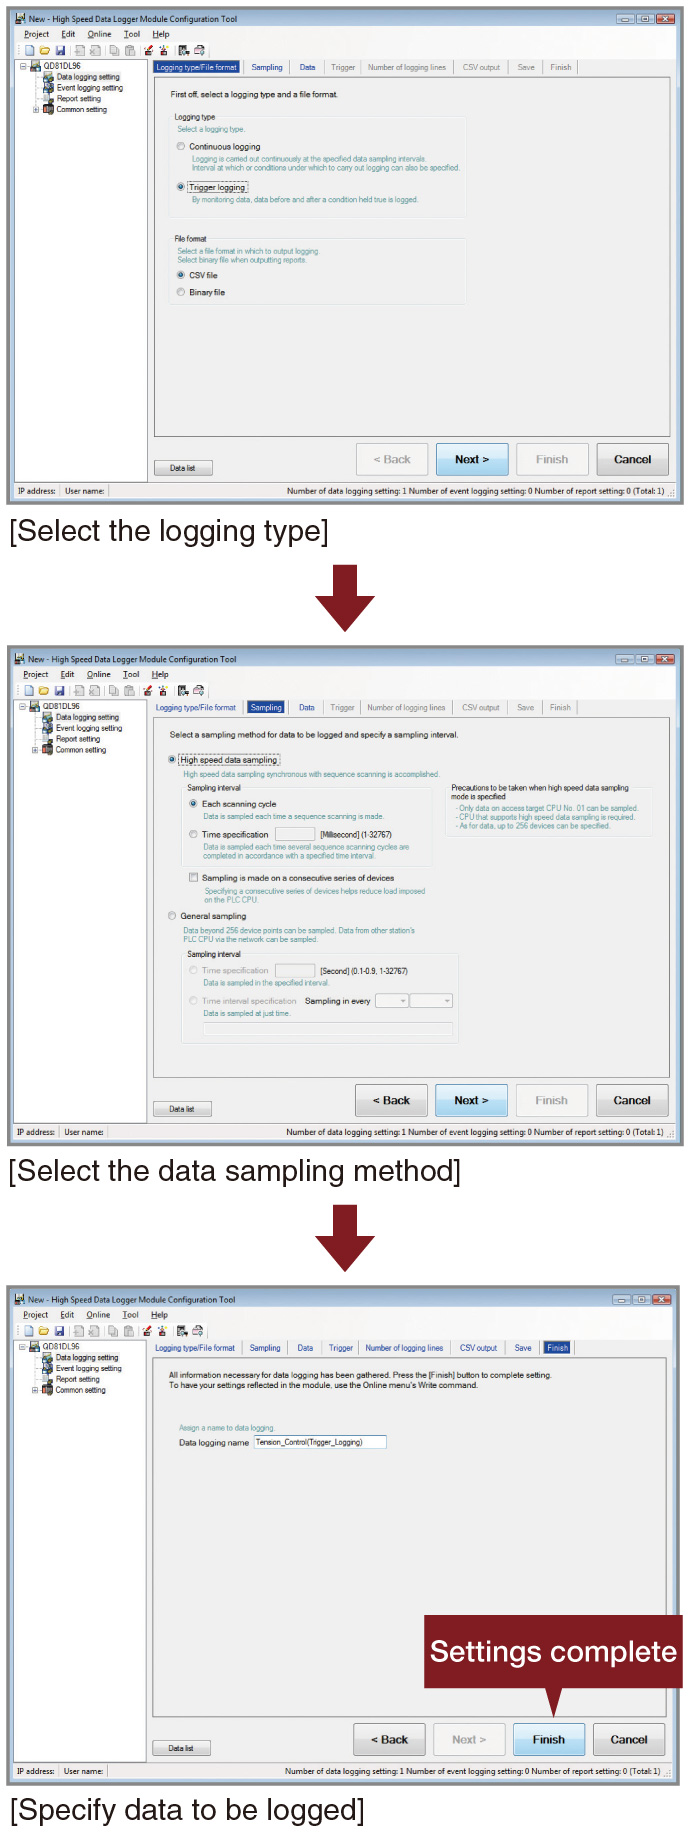 New - High Speed Data Logger Module Configuration Tool
Project Edit Online Tool Help
QD81DL96
Data logging setting
Event logging setting
Report setting
Common setting
Logging type/File format Sampling Data Trigger Number of logging lines CSV output Save Finish
First off, select a logging type and a file format.
Logging type
Select a logging type.
Continuous logging
Logging is carried out continuously at the specified data sampling intervals.
Interval at which or conditions under which to carry out logging can also be specified.
Trigger logging
By monitoring data, data before and after a condition held true is logged.
File format
Select a file format in which to output logging.
Select binary file when outputting reports.
CSV file
Binary file
Data list
< Back Next > Finish Cancel
IP address: User name: Number of data logging setting: 1 Number of event logging setting: 0 Number of report setting: 0 (Total: 1)
[Select the logging type]
New - High Speed Data Logger Module Configuration Tool
Project Edit Online Tool Help
QD81DL96
Data logging setting
Event logging setting
Report setting
Common setting
Logging type/File format Sampling Data Trigger Number of logging lines CSV output Save Finish
Select a sampling method for data to be logged and specify a sampling interval.
High speed data sampling
High speed data sampling synchronous with sequence scanning is accomplished.
Sampling interval
Each scanning cycle
Data is sampled each time a sequence scanning is made.
Time specification [Millisecond] (1-32767)
Data is sampled each time several sequence scanning cycles are
completed in accordance with a specified time interval.
Precautions to be taken when high speed data sampling
mode is specified
- Only data on access target CPU No. 01 can be sampled.
- CPU that supports high speed data sampling is required.
- As for data, up to 256 devices can be specified.
Sampling is made on a consecutive series of devices
Specifying a consecutive series of devices helps reduce load imposed
on the PLC CPU.
General sampling
Data beyond 256 device points can be sampled. Data from other station's
PLC CPU via the network can be sampled.
Sampling interval
Time specification [Second] (0.1-0.9, 1-32767)
Data is sampled in the specified interval.
Time interval specification Sampling in every
Data is sampled at just time.
Data list
< Back Next > Finish Cancel
IP address: User name: Number of data logging setting: 1 Number of event logging setting: 0 Number of report setting: 0 (Total: 1)
[Select the data sampling method]
New - High Speed Data Logger Module Configuration Tool
Project Edit Online Tool Help
QD81DL96
Data logging setting
Event logging setting
Report setting
Common setting
Logging type/File format Sampling Data Trigger Number of logging lines CSV output Save Finish
All information necessary for data logging has been gathered. Press the [Finish] button to complete setting.
To have your settings reflected in the module, use the Online menu's Write command.
Assign a name to data logging.
Data logging name Tension_Control(Trigger_Logging)
Settings complete
Data list
< Back Next > Finish Cancel
IP address: User name: Number of data logging setting: 1 Number of event logging setting: 0 Number of report setting: 0 (Total: 1)
[Specify data to be logged]